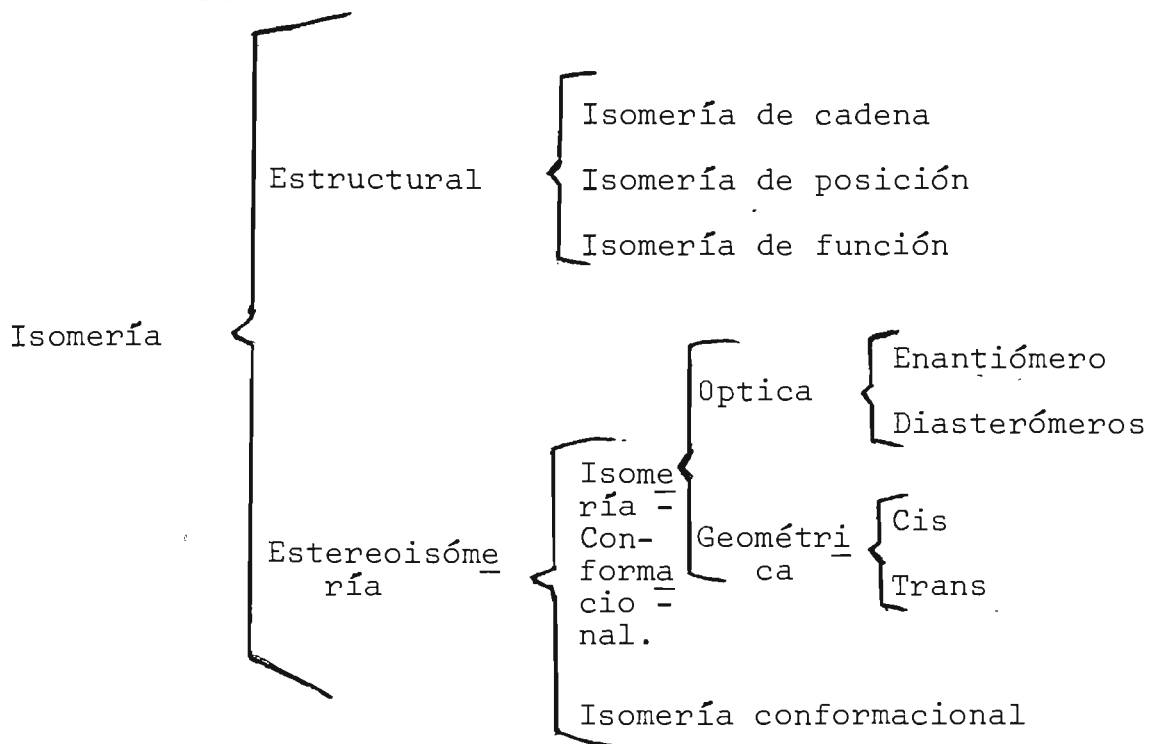 Isomería
Estructural
Isomería de cadena
Isomería de posición
Isomería de función
Estereoisóme
ría
Isome
ría -
Con-
forma
cio -
nal.
Optica
Enantiómero
Diasterómeros
Geométri
ca
Cis
Trans
Isomería conformacional